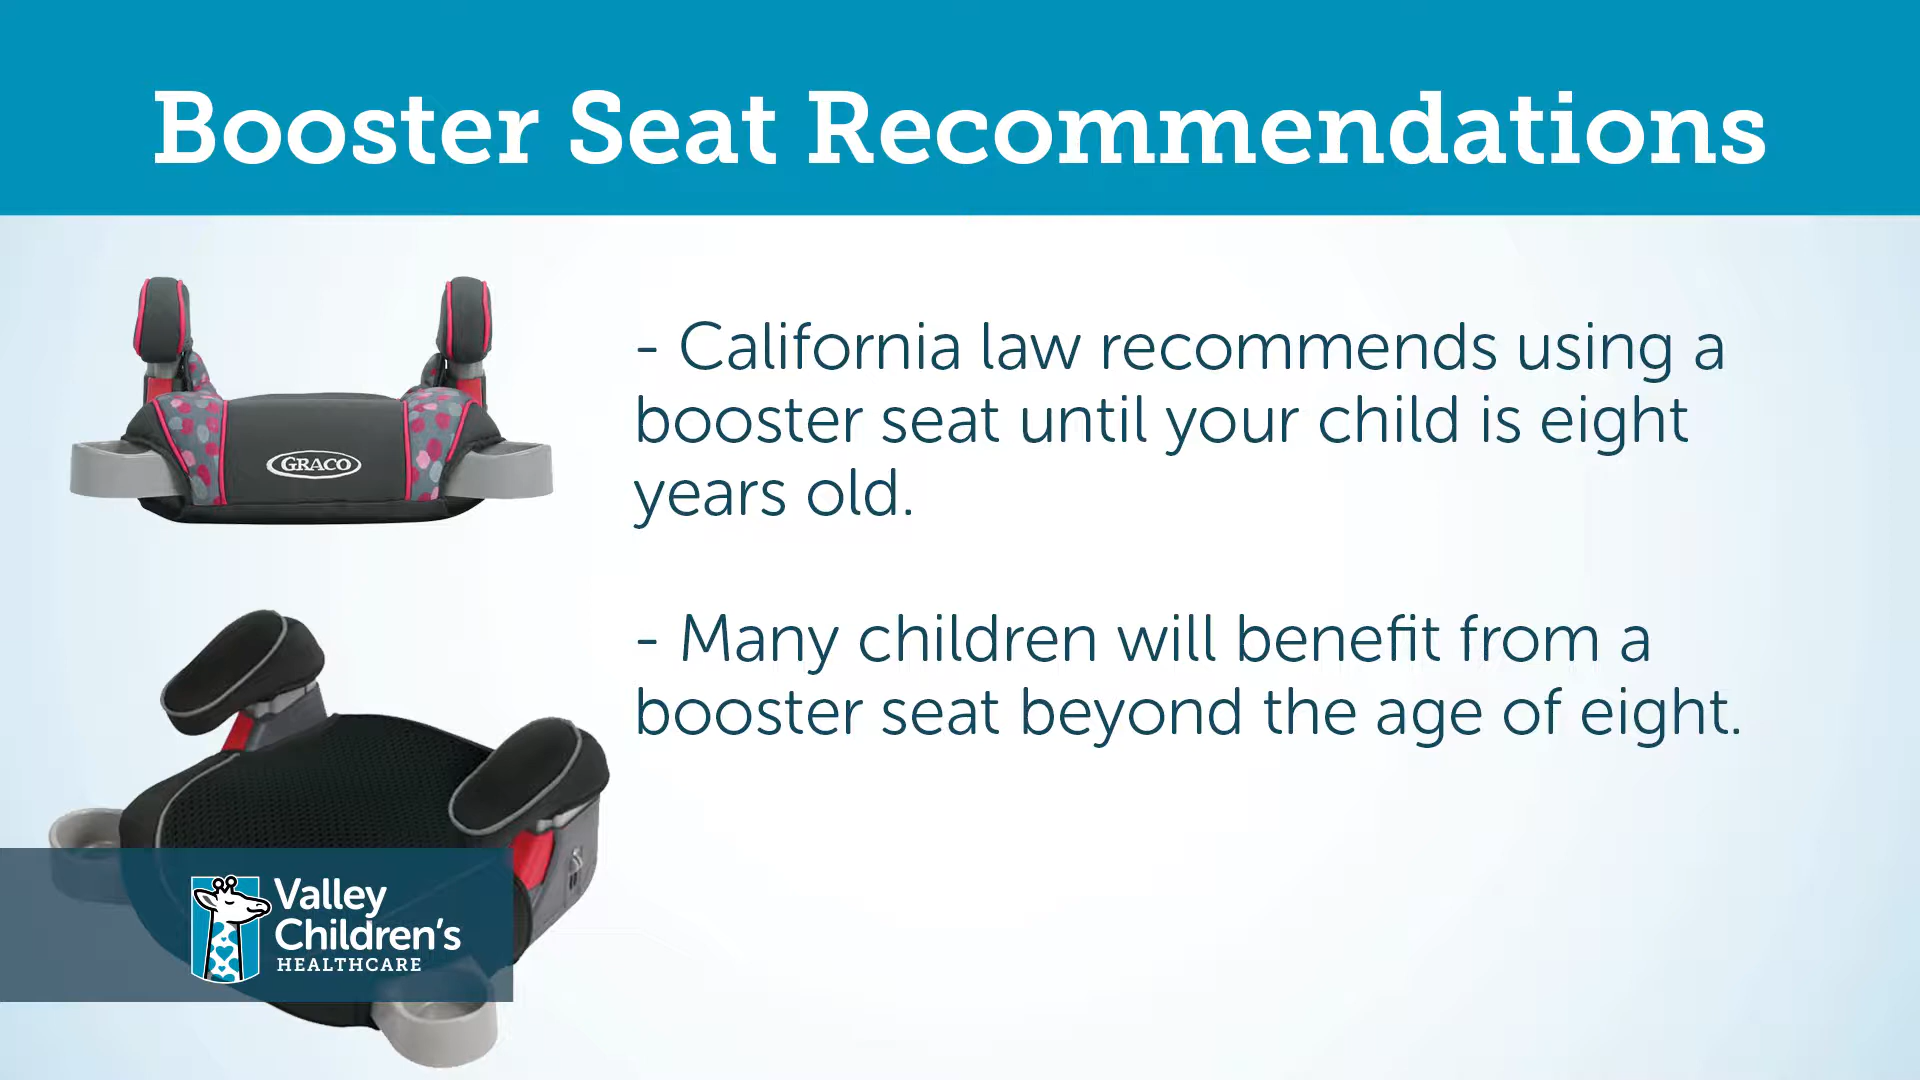 Booster Seat Recommendations
GRACO
- California law recommends using a
booster seat until your child is eight
years old.
- Many children will benefit from a
booster seat beyond the age of eight.
Valley
Children's
HEALTHCARE